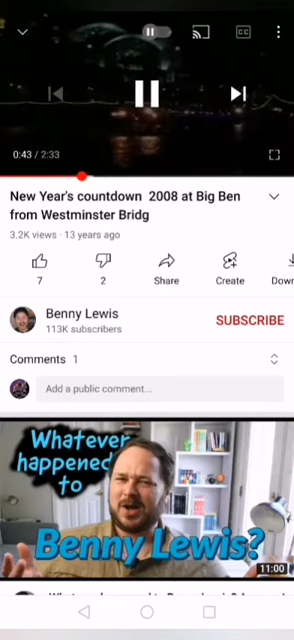 CC
0:43 / 2:33
New Year's countdown 2008 at Big Ben
from Westminster Bridg
3.2K views · 13 years ago
7
2
Share
Create
Down
Benny Lewis
113K subscribers
SUBSCRIBE
Comments 1
Add a public comment...
Whatever
happened
to
Benny Lewis?
11:00